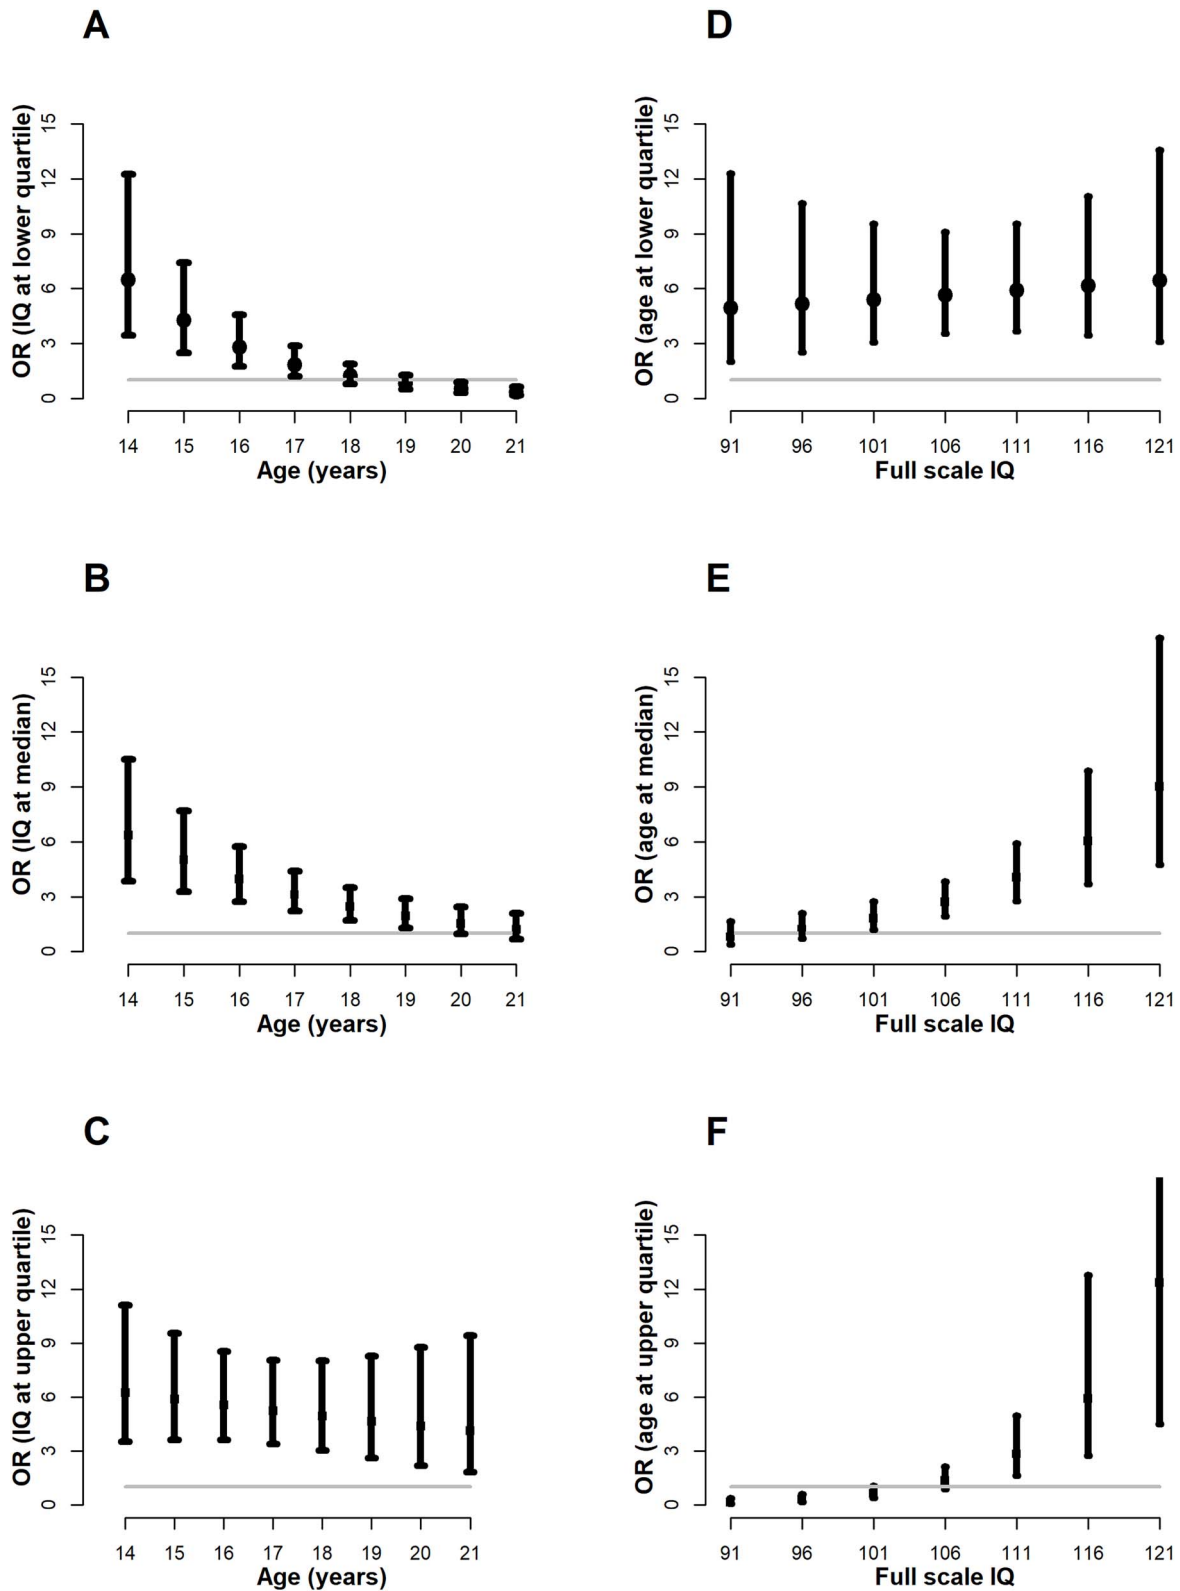 A
OR (IQ at lower quartile)
15
12
9
6
3
0
14 15 16 17 18 19 20 21
Age (years)
D
OR (age at lower quartile)
15
12
9
6
3
0
91 96 101 106 111 116 121
Full scale IQ
B
OR (IQ at median)
15
12
9
6
3
0
14 15 16 17 18 19 20 21
Age (years)
E
OR (age at median)
15
12
9
6
3
0
91 96 101 106 111 116 121
Full scale IQ
C
OR (IQ at upper quartile)
15
12
9
6
3
0
14 15 16 17 18 19 20 21
Age (years)
F
OR (age at upper quartile)
15
12
9
6
3
0
91 96 101 106 111 116 121
Full scale IQ